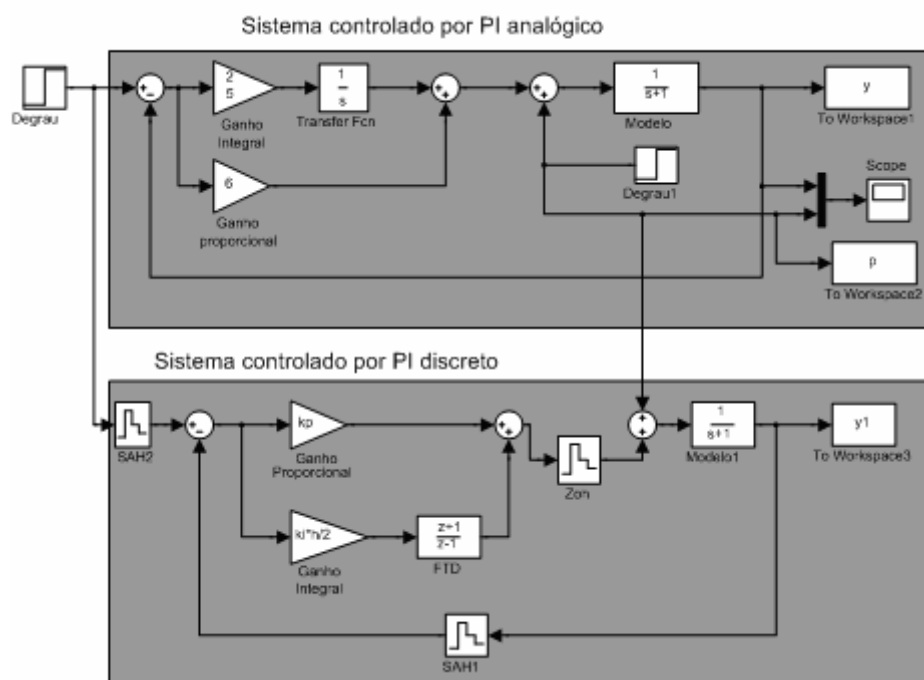 Sistema controlado por PI analógico
Degrau
2
5
Ganho
Integral
1
s
Transfer Fcn
6
Ganho
proporcional
1
s+1
Modelo
Degrau1
y
To Workspace1
Scope
p
To Workspace2
Sistema controlado por PI discreto
SAH2
kp
Ganho
Proporcional
ki*h/2
Ganho
Integral
z+1
z-1
FTD
Zoh
1
s+1
Modelo1
y1
To Workspace3
SAH1